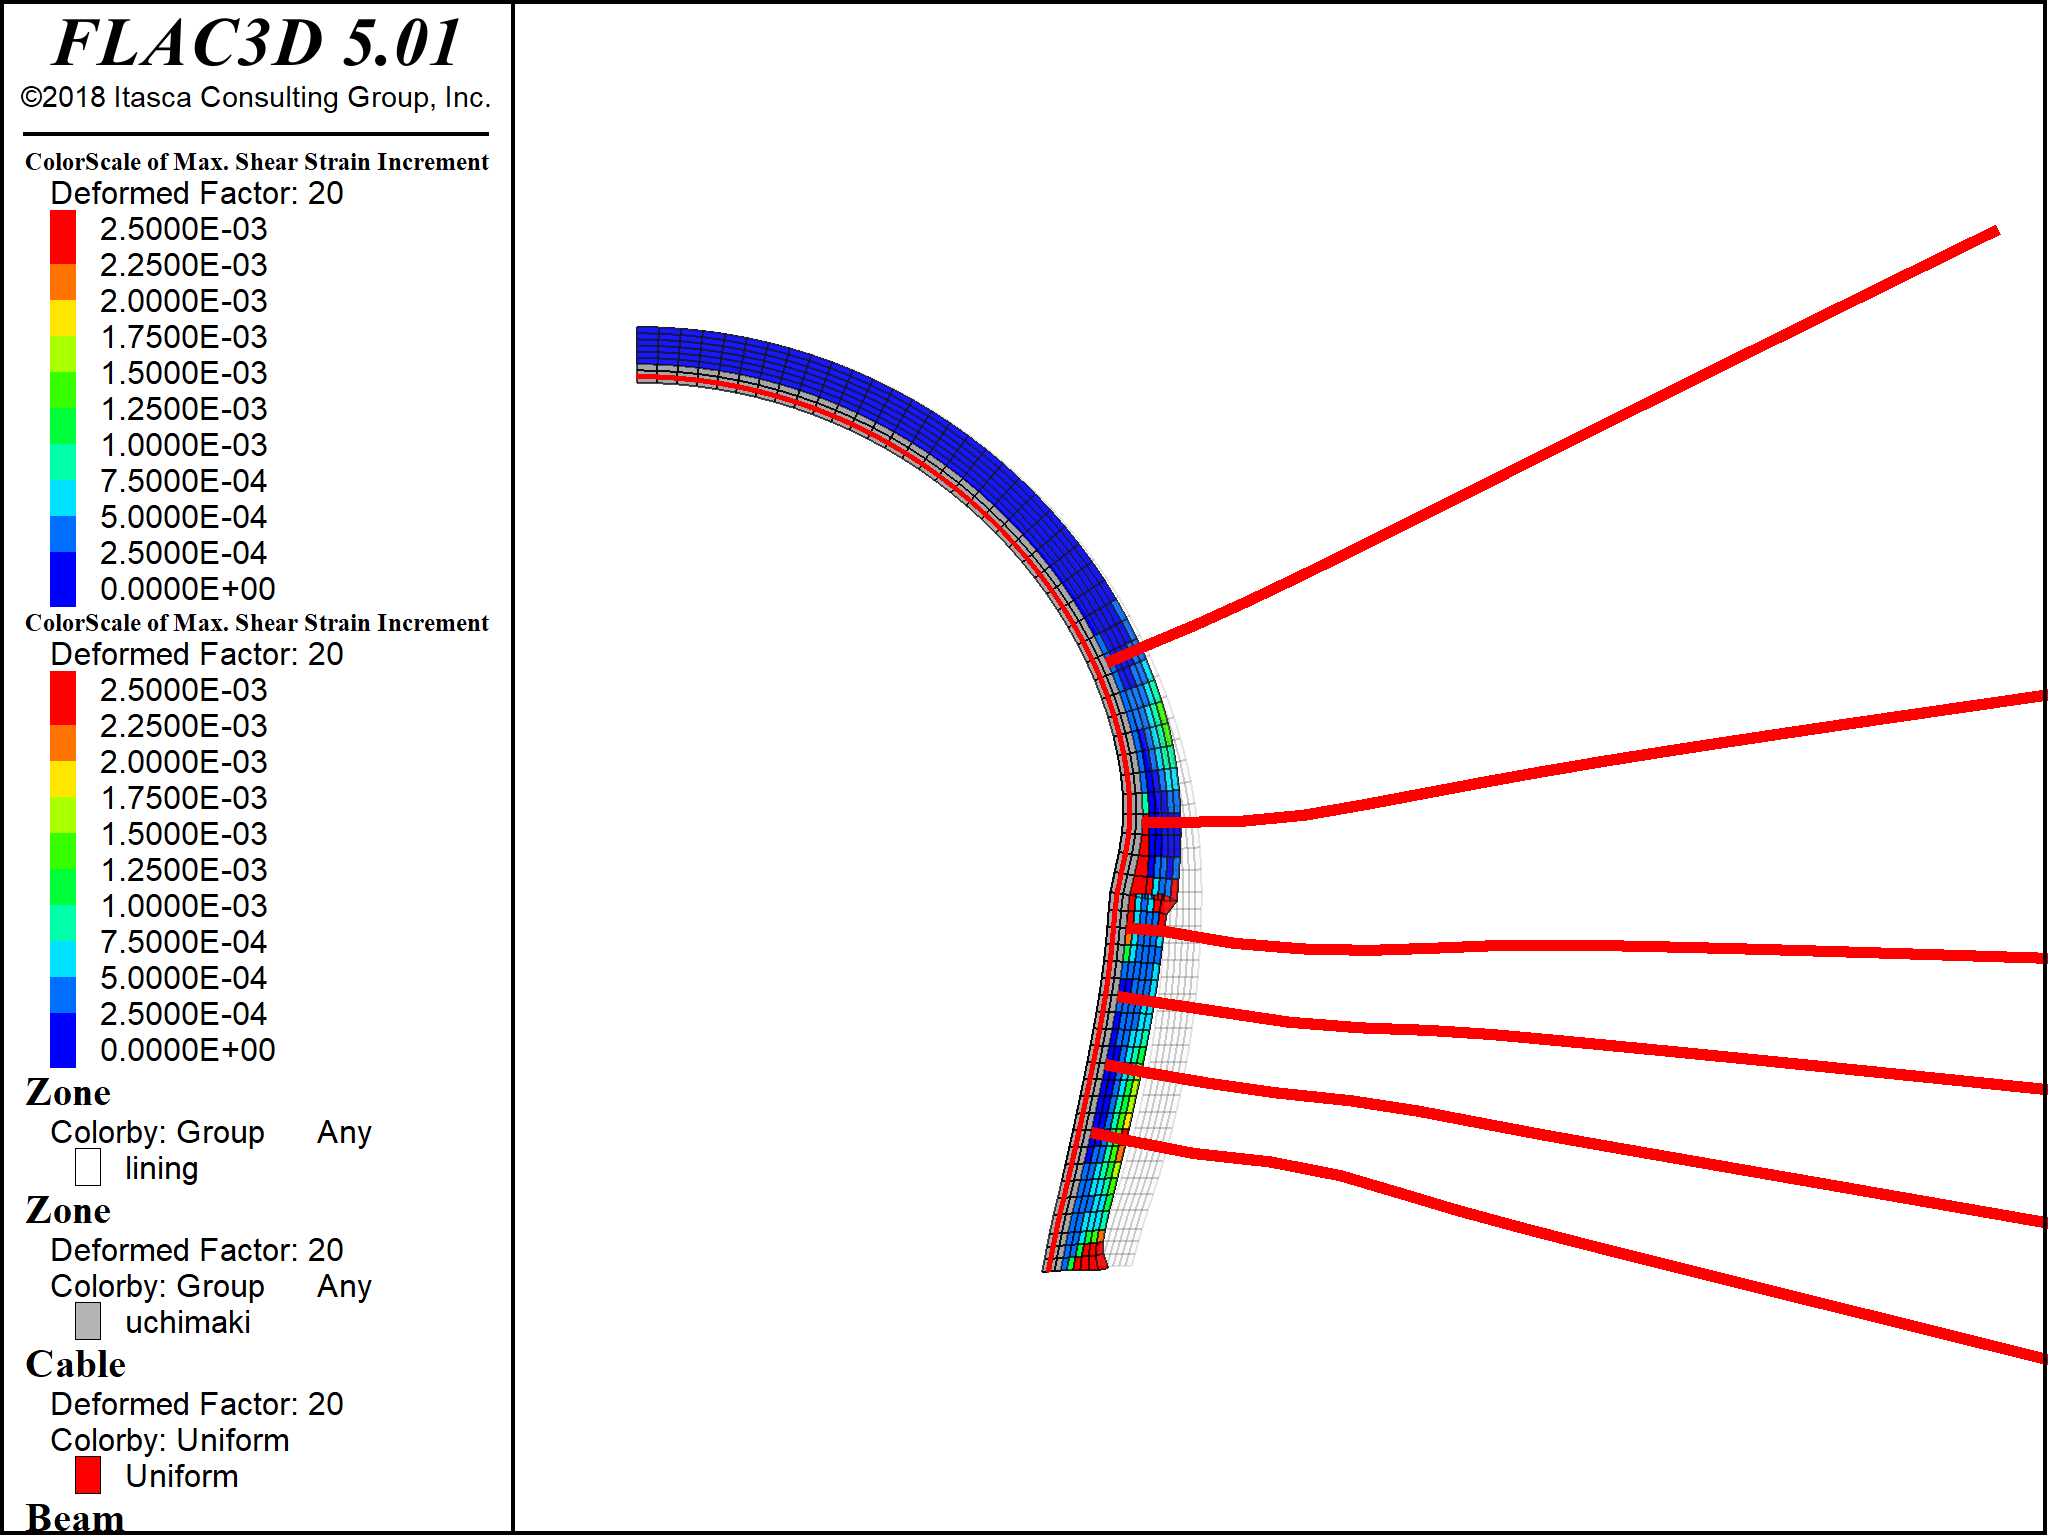 FLAC3D 5.01
©2018 Itasca Consulting Group, Inc.
ColorScale of Max. Shear Strain Increment
Deformed Factor: 20
2.5000E-03
2.2500E-03
2.0000E-03
1.7500E-03
1.5000E-03
1.2500E-03
1.0000E-03
7.5000E-04
5.0000E-04
2.5000E-04
0.0000E+00
ColorScale of Max. Shear Strain Increment
Deformed Factor: 20
2.5000E-03
2.2500E-03
2.0000E-03
1.7500E-03
1.5000E-03
1.2500E-03
1.0000E-03
7.5000E-04
5.0000E-04
2.5000E-04
0.0000E+00
Zone
Colorby: Group Any
lining
Zone
Deformed Factor: 20
Colorby: Group Any
uchimaki
Cable
Deformed Factor: 20
Colorby: Uniform
Uniform
Beam